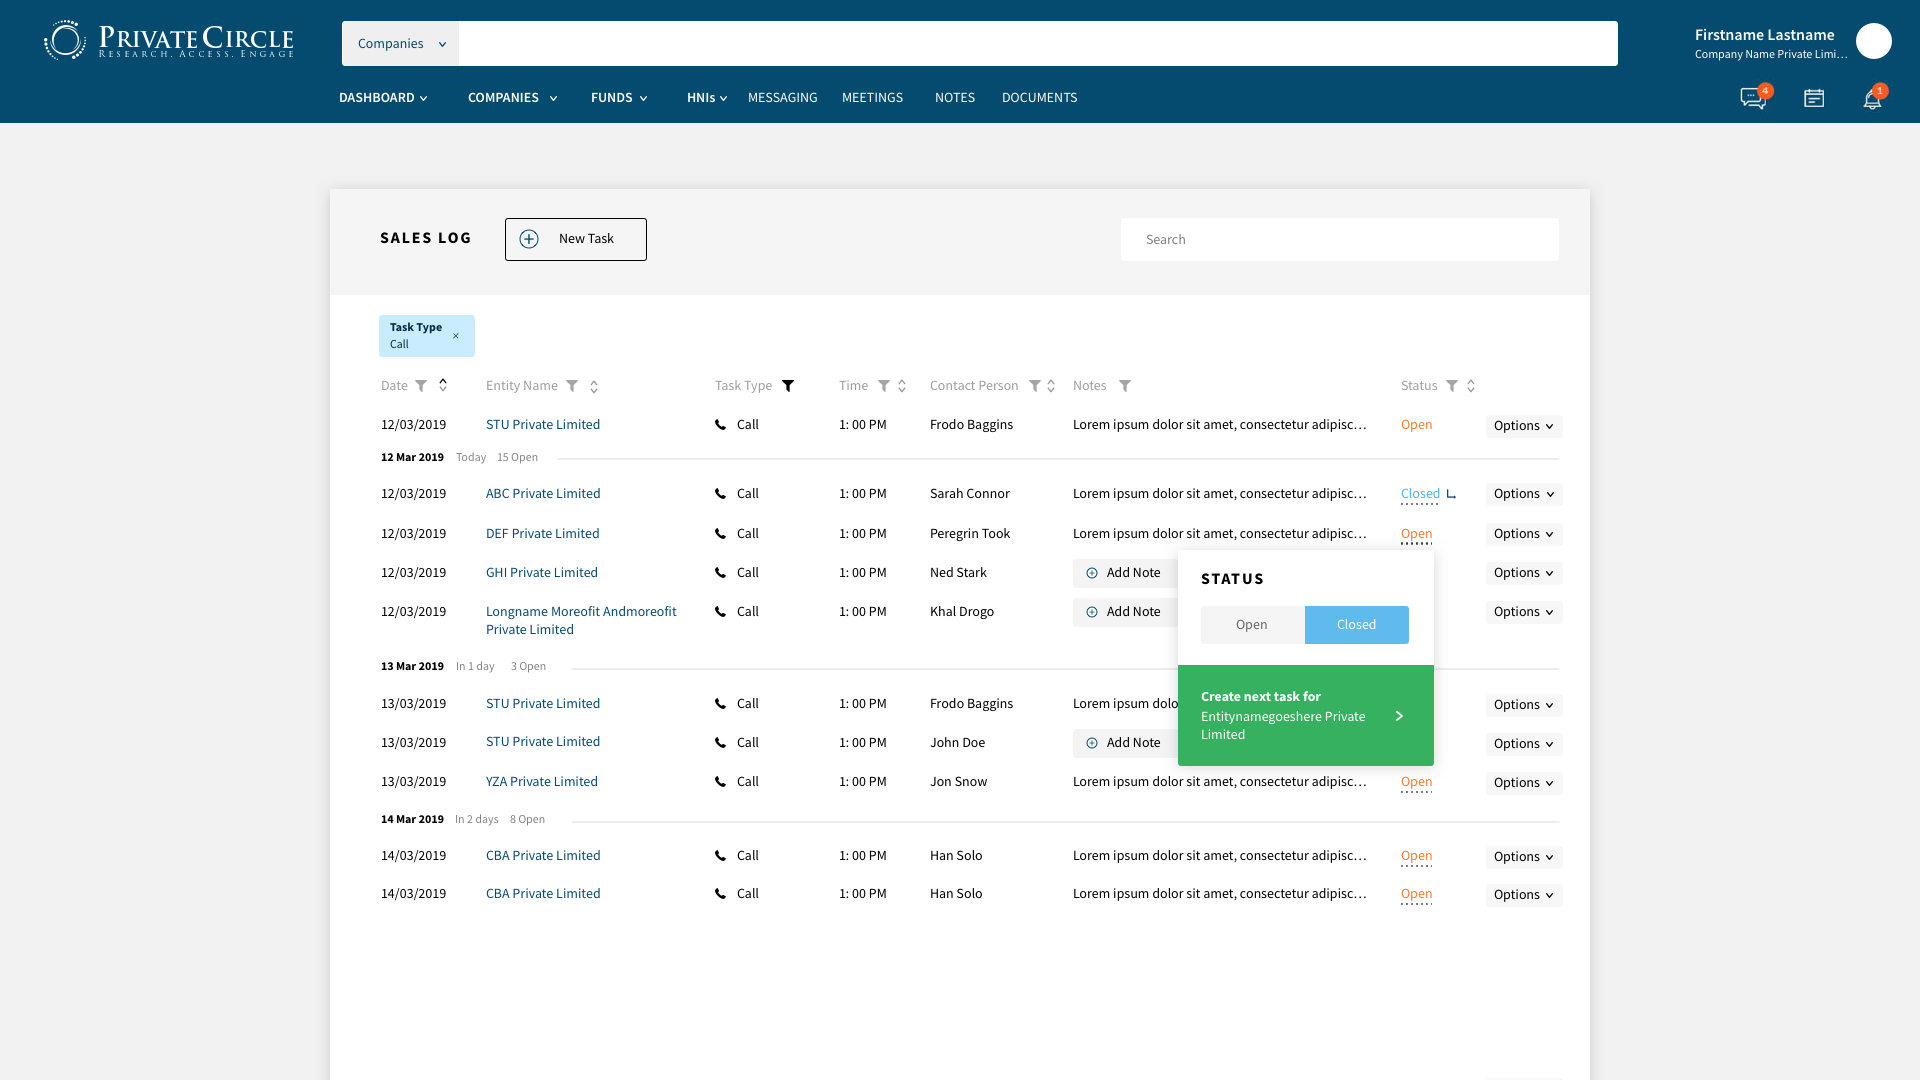 PRIVATECIRCLE
RESEARCH. ACCESS. ENGAGE
Companies
Firstname Lastname
Company Name Private Limi...
DASHBOARD COMPANIES FUNDS HNIs MESSAGING MEETINGS NOTES DOCUMENTS
4
1
SALES LOG
New Task
Search
Task Type
Call
×
Date Entity Name Task Type Time Contact Person Notes Status
12/03/2019 STU Private Limited Call 1: 00 PM Frodo Baggins Lorem ipsum dolor sit amet, consectetur adipisc... Open Options
12 Mar 2019 Today 15 Open
12/03/2019 ABC Private Limited Call 1: 00 PM Sarah Connor Lorem ipsum dolor sit amet, consectetur adipisc... Closed Options
12/03/2019 DEF Private Limited Call 1: 00 PM Peregrin Took Lorem ipsum dolor sit amet, consectetur adipisc... Open Options
12/03/2019 GHI Private Limited Call 1: 00 PM Ned Stark Add Note Options
12/03/2019 Longname Moreofit Andmoreofit Call 1: 00 PM Khal Drogo Add Note Options
Private Limited
STATUS
Open Closed
Create next task for
Entitynamegoeshere Private
Limited
13 Mar 2019 In 1 day 3 Open
13/03/2019 STU Private Limited Call 1: 00 PM Frodo Baggins Lorem ipsum dolo Options
13/03/2019 STU Private Limited Call 1: 00 PM John Doe Add Note Options
13/03/2019 YZA Private Limited Call 1: 00 PM Jon Snow Lorem ipsum dolor sit amet, consectetur adipisc... Open Options
14 Mar 2019 In 2 days 8 Open
14/03/2019 CBA Private Limited Call 1: 00 PM Han Solo Lorem ipsum dolor sit amet, consectetur adipisc... Open Options
14/03/2019 CBA Private Limited Call 1: 00 PM Han Solo Lorem ipsum dolor sit amet, consectetur adipisc... Open Options